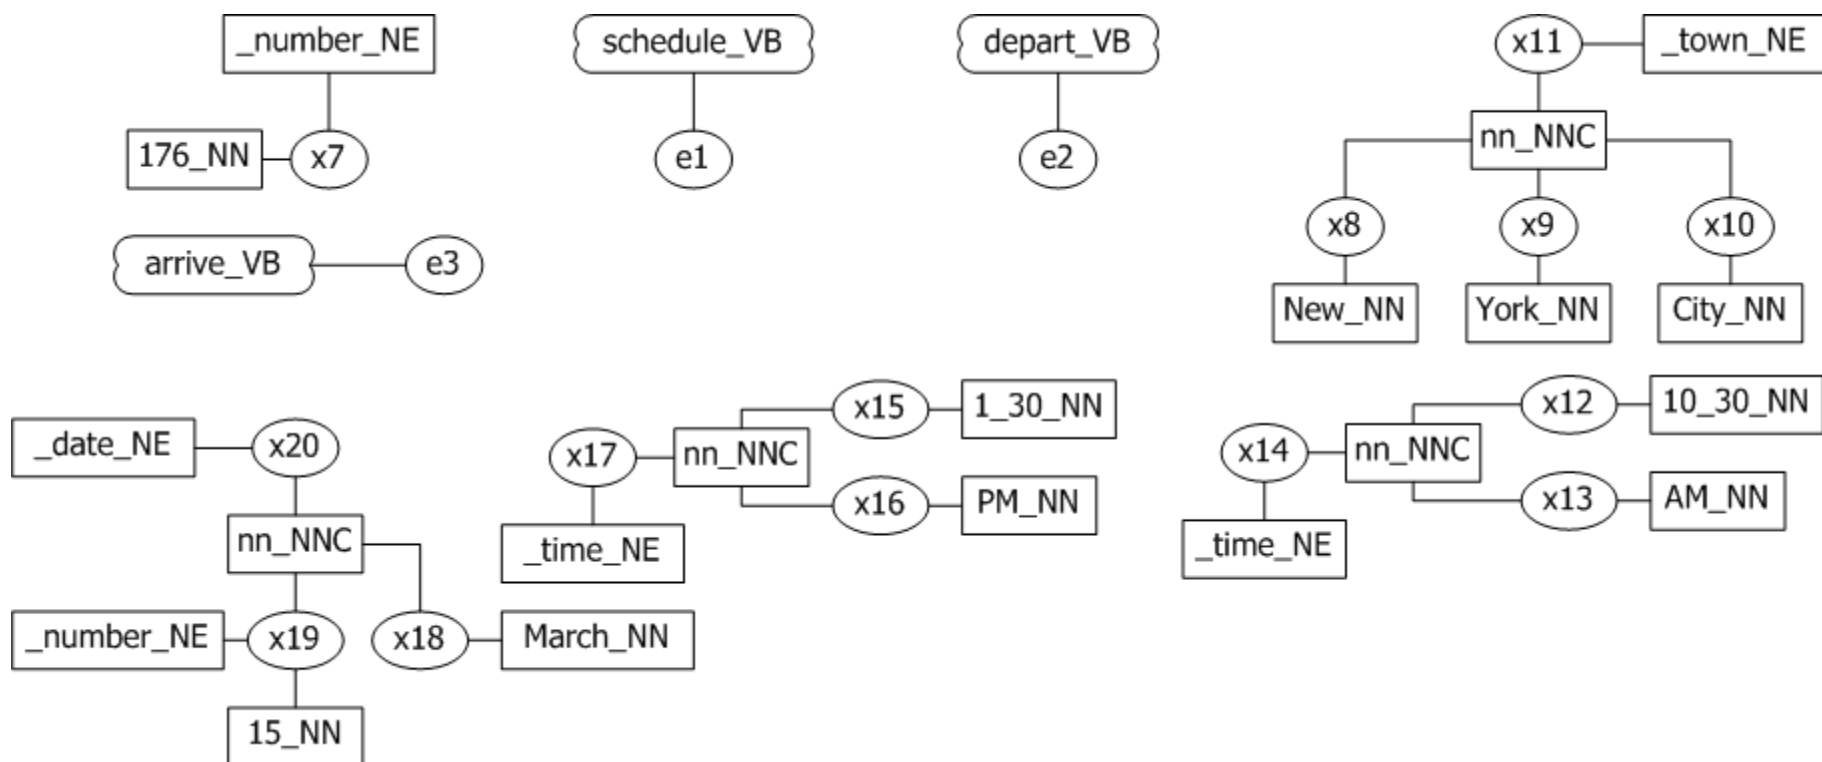 _number_NE
schedule_VB
depart_VB
x11
_town_NE
176_NN
x7
e1
e2
nn_NNC
x8
x9
x10
arrive_VB
e3
New_NN
York_NN
City_NN
_date_NE
x20
x17
nn_NNC
x15
1_30_NN
x16
PM_NN
_time_NE
x14
nn_NNC
x12
10_30_NN
x13
AM_NN
_time_NE
nn_NNC
_number_NE
x19
x18
March_NN
15_NN